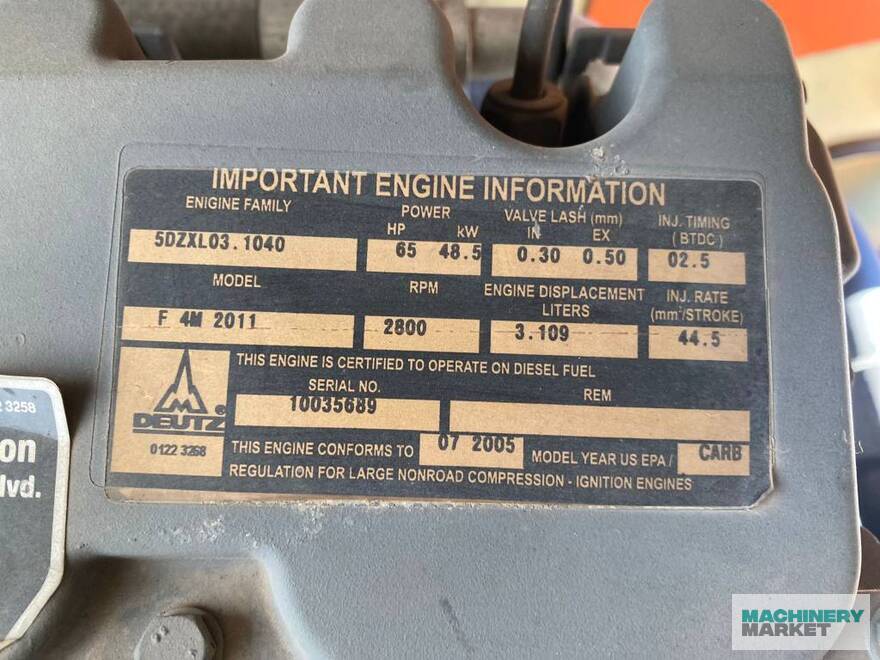 IMPORTANT ENGINE INFORMATION
ENIGINE FAMILY
5DZXL03.1040
POWER
HP kW
65 48.5
VALVE LASH (mm)
IN EX
0.30 0.50
INJ. TIMING
(BTDC)
02.5
MODEL
F 4M 2011
RPM
2800
ENGINE DISPLACEMENT
LITERS
3.109
INJ. RATE
(mm³/STROKE)
44.5
THIS ENGINE IS CERTIFIED TO OPERATE ON DIESEL FUEL
SERIAL NO.
10035689
REM
DEUTZ®
0122 3268
THIS ENGINE CONFORMS TO 07 2005 MODEL YEAR US EPA/ CARB
REGULATION FOR LARGE NONROAD COMPRESSION - IGNITION ENGINES
3258
on
lvd.
MACHINERY
MARKET